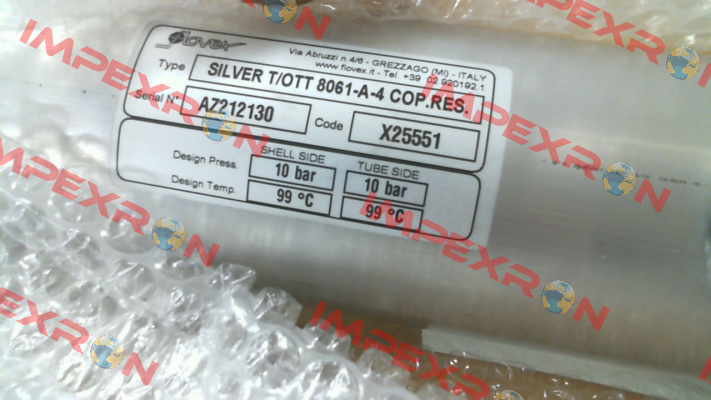 Flovex
Via Abruzzi n.4/6 - GREZZAGO (MI) - ITALY
www.flovex.it - Tel. +39 02 920192.1
Type SILVER T/OTT 8061-A-4 COP.RES.
Serial N° AZ212130 Code X25551
SHELL SIDE TUBE SIDE
Design Press. 10 bar 10 bar
Design Temp. 99 °C 99 °C
IMPEXRON
IMPEXRON
IMPEXRON
IMPEXRON
IMPEXRON
IMPEXRON